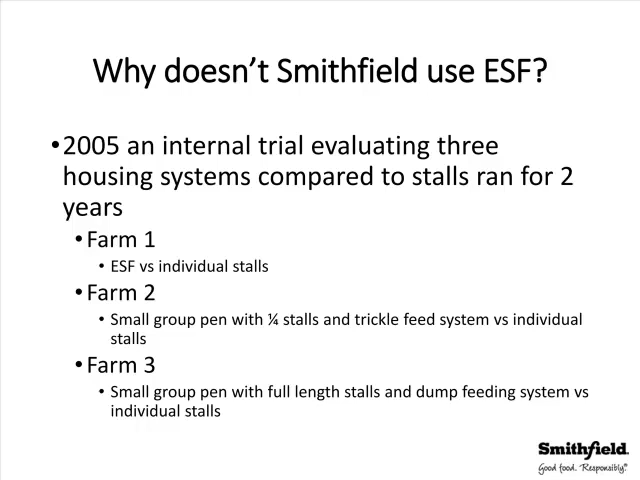 Why doesn't Smithfield use ESF?
•2005 an internal trial evaluating three
housing systems compared to stalls ran for 2
years
•Farm 1
• ESF vs individual stalls
•Farm 2
• Small group pen with ¼ stalls and trickle feed system vs individual
stalls
•Farm 3
• Small group pen with full length stalls and dump feeding system vs
individual stalls
Smithfield.
Good food. Responsibly.®